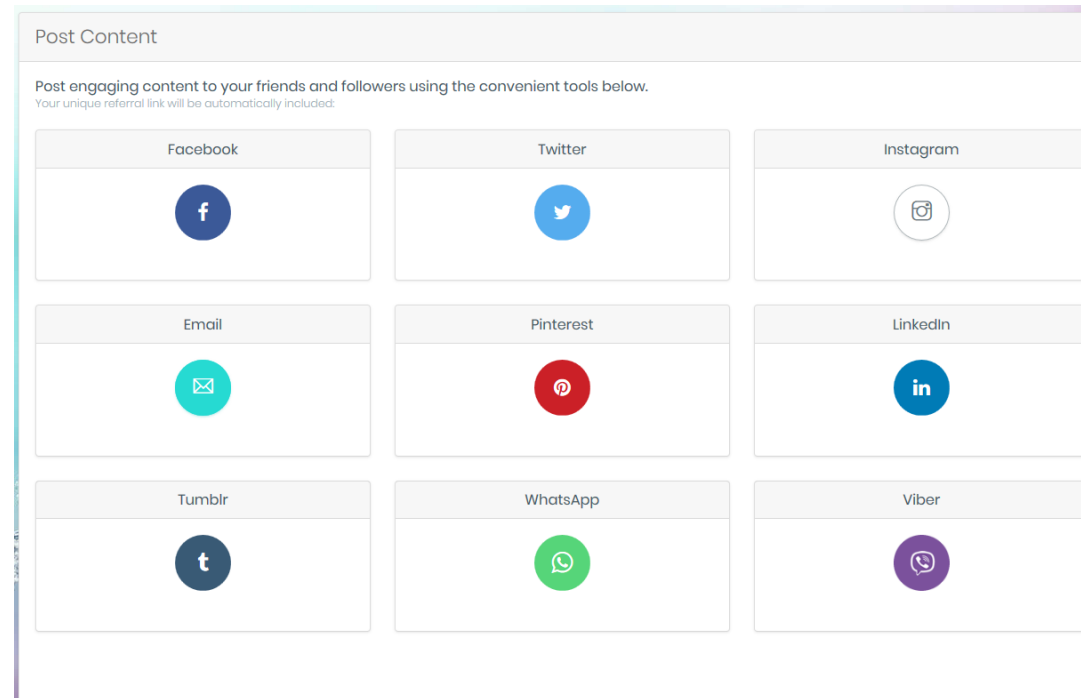 Post Content
Post engaging content to your friends and followers using the convenient tools below.
Your unique referral link will be automatically included:
Facebook
Twitter
Instagram
f
Email
Pinterest
LinkedIn
in
Tumblr
WhatsApp
Viber
t